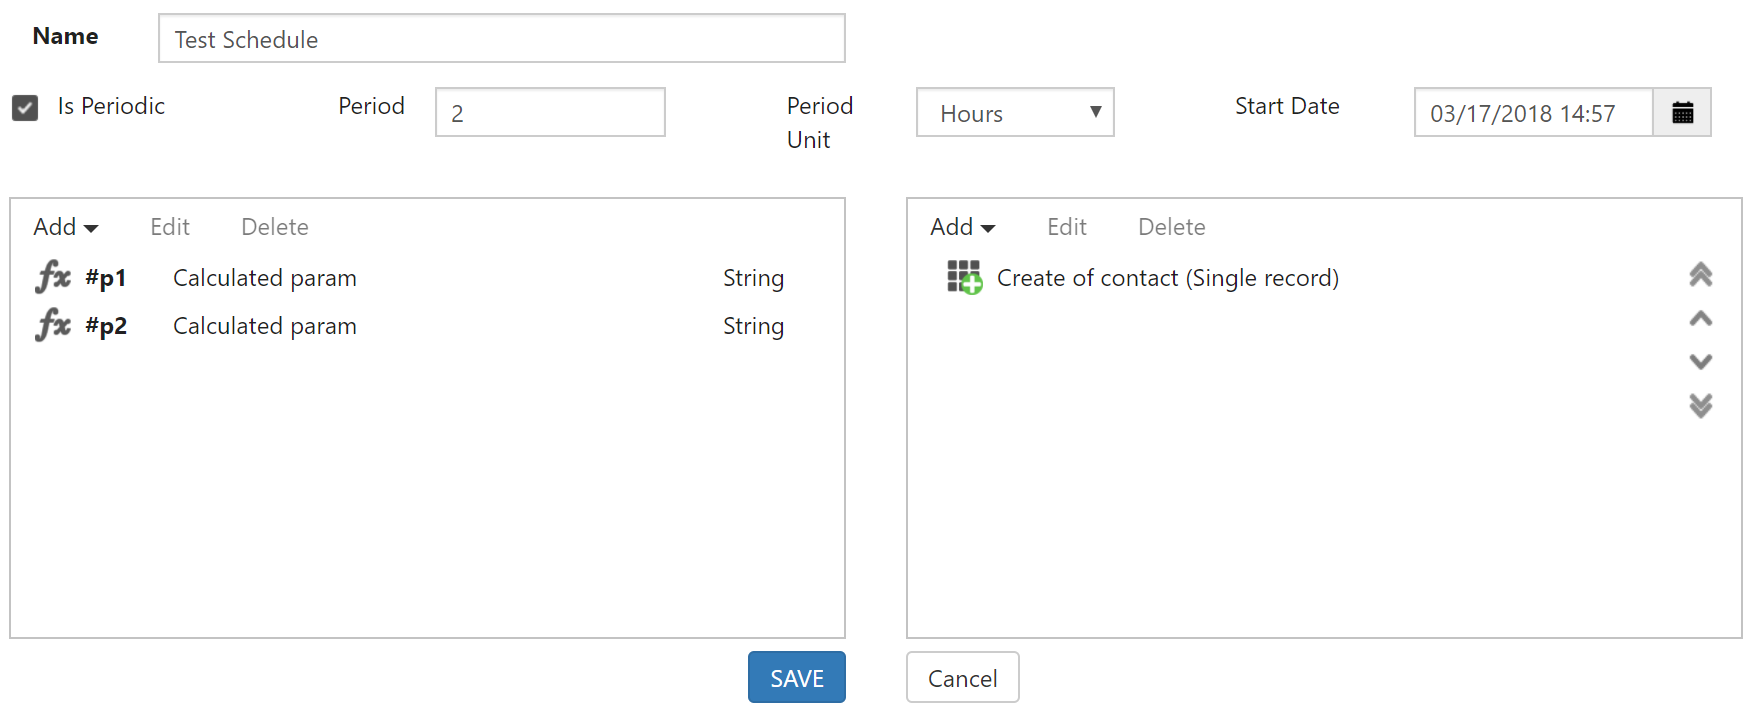 Name Test Schedule
Is Periodic Period 2 Period Unit Hours Start Date 03/17/2018 14:57
Add Edit Delete
fx #p1 Calculated param String
fx #p2 Calculated param String
Add Edit Delete
Create of contact (Single record)
SAVE Cancel